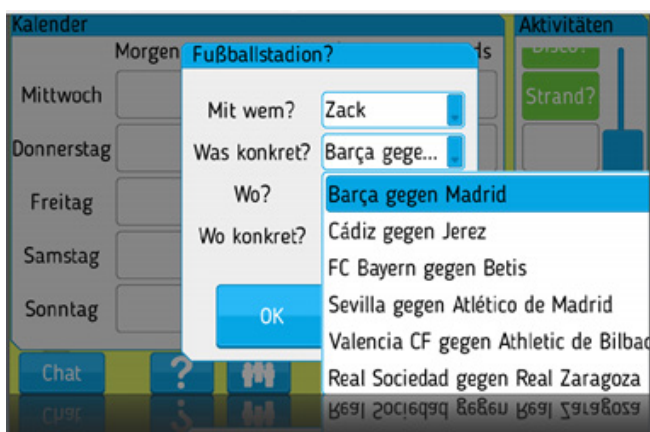 Kalender
Aktivitäten
Morgen
Fußballstadion?
ds
Disco?
Mittwoch
Mit wem?
Zack
Strand?
Donnerstag
Was konkret?
Barça gege...
Freitag
Wo?
Barça gegen Madrid
Wo konkret?
Cádiz gegen Jerez
Samstag
FC Bayern gegen Betis
Sonntag
OK
Sevilla gegen Atlético de Madrid
Valencia CF gegen Athletic de Bilbao
Chat
?
Real Sociedad gegen Real Zaragoza